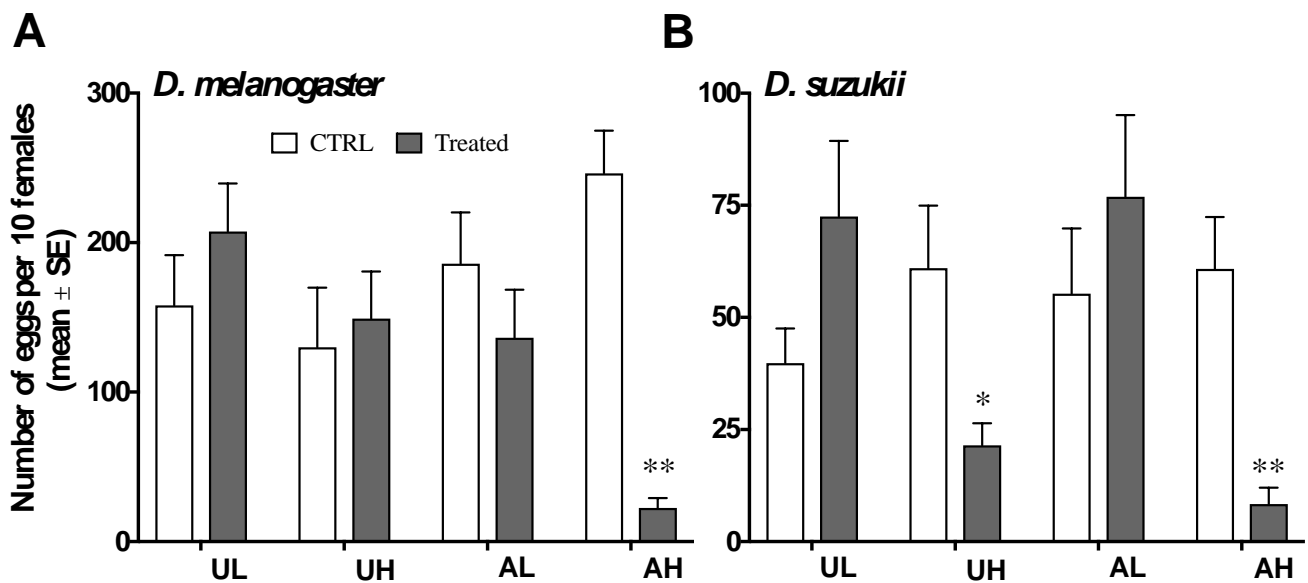 A
B
D. melanogaster
D. suzukii
Number of eggs per 10 females
(mean ± SE)
300
200
100
0
CTRL
Treated
**
UL
UH
AL
AH
100
75
50
25
0
*
**
UL
UH
AL
AH